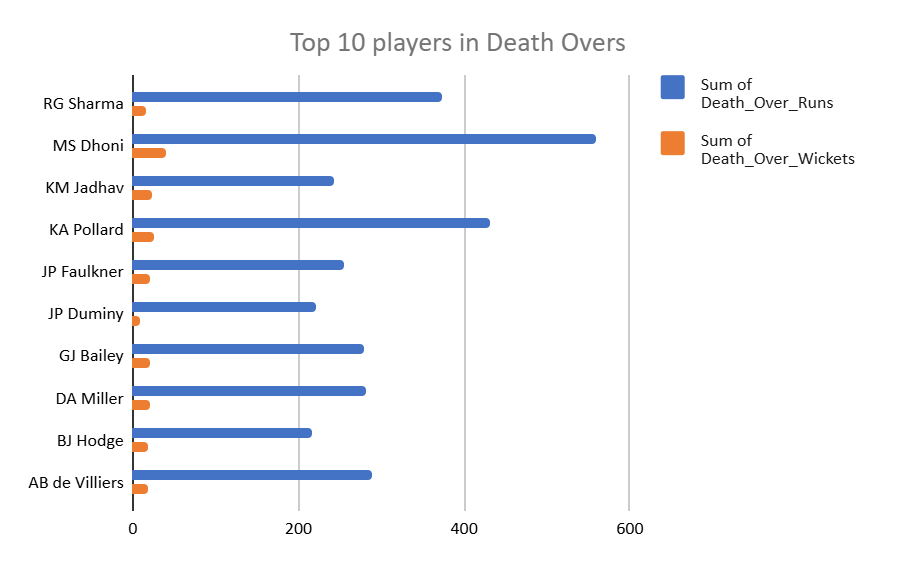 Top 10 players in Death Overs
Sum of
Death_Over_Runs
Sum of
Death_Over_Wickets
RG Sharma
MS Dhoni
KM Jadhav
KA Pollard
JP Faulkner
JP Duminy
GJ Bailey
DA Miller
BJ Hodge
AB de Villiers
0 200 400 600